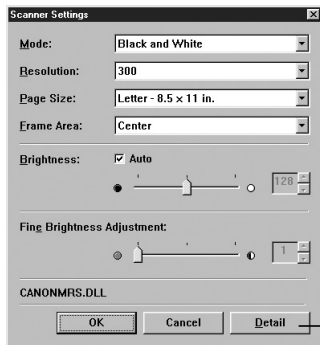 Scanner Settings
Mode: Black and White
Resolution: 300
Page Size: Letter - 8.5 x 11 in.
Frame Area: Center
Brightness: Auto
128
Fine Brightness Adjustment:
1
CANONMRS.DLL
OK Cancel Detail